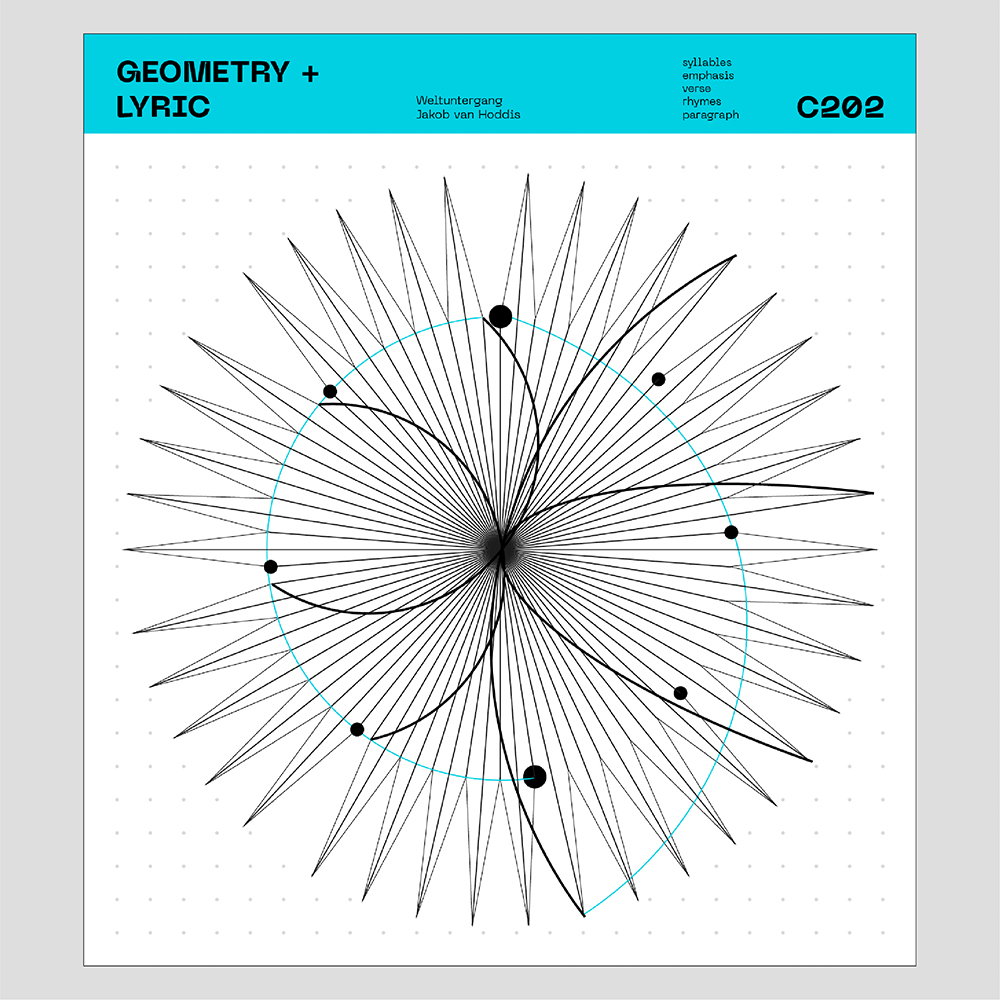 GEOMETRY +
LYRIC
Weltuntergang
Jakob van Hoddis
syllables
emphasis
verse
rhymes
paragraph
C202